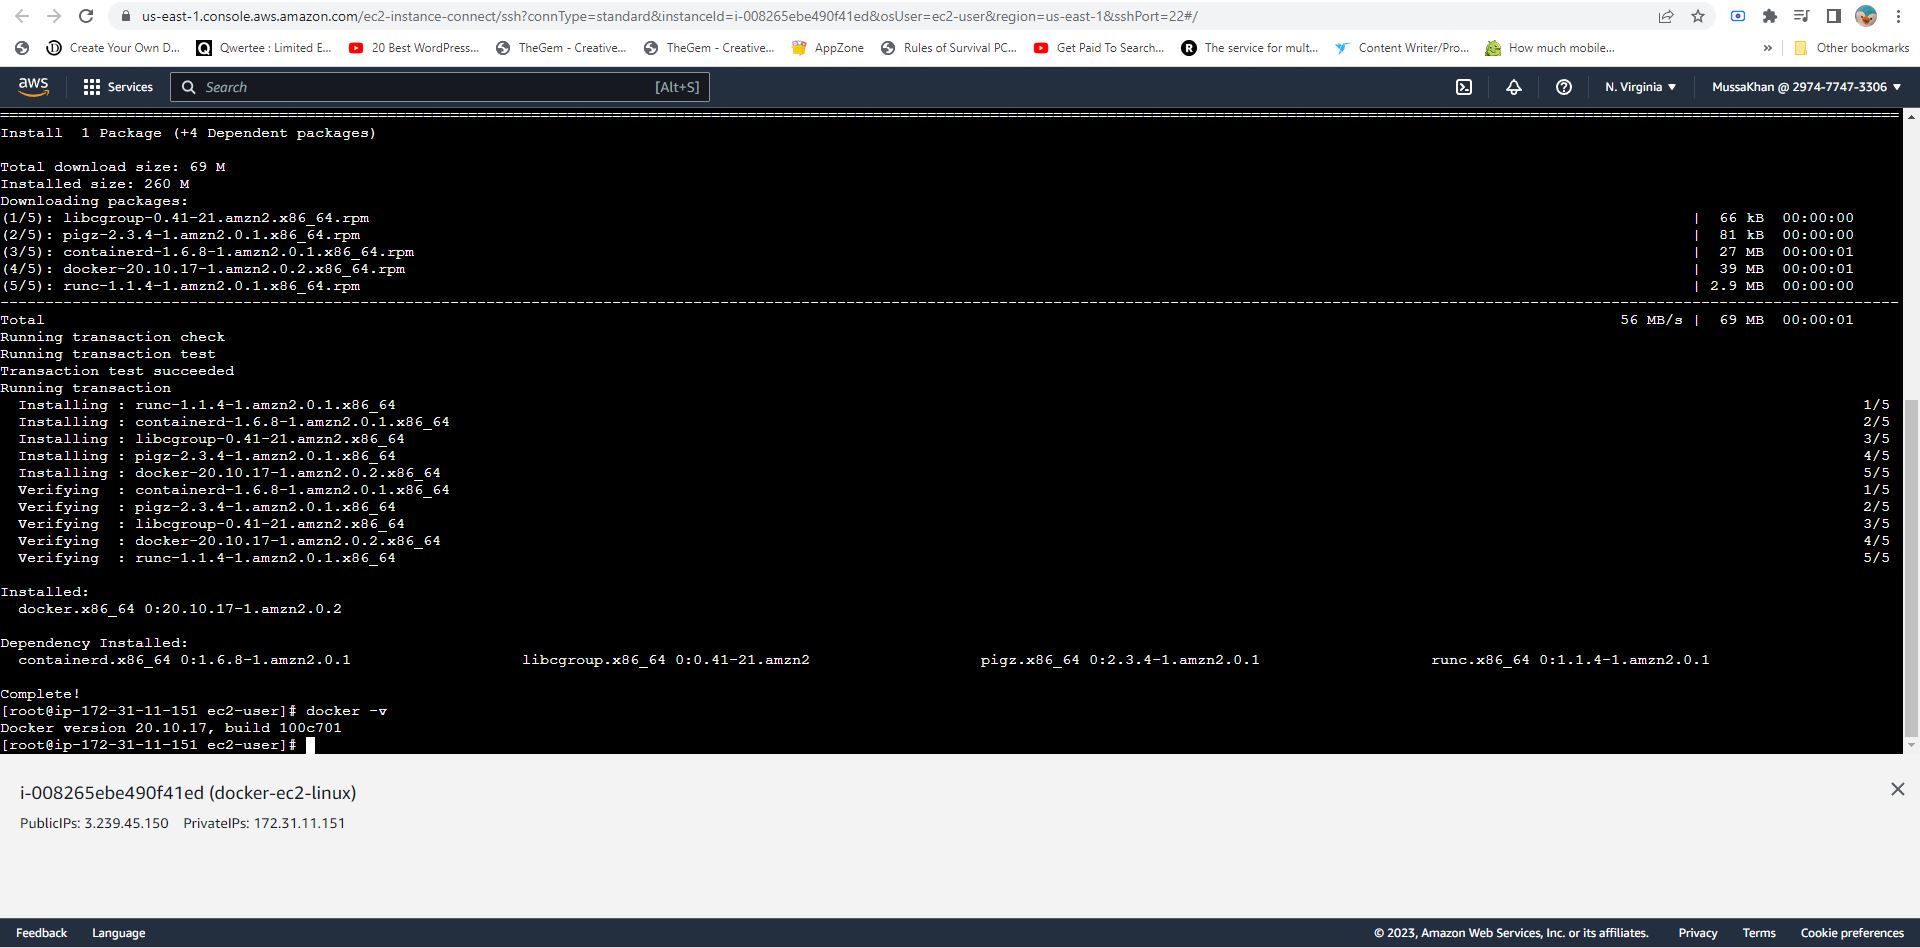 us-east-1.console.aws.amazon.com/ec2-instance-connect/ssh?connType=standard&instanceId=i-008265ebe490f41ed&osUser=ec2-user&region=us-east-1&sshPort=22#/
Create Your Own D... Qwertee : Limited E... 20 Best WordPress... TheGem - Creative... TheGem - Creative... AppZone Rules of Survival PC... Get Paid To Search... The service for mult... Content Writer/Pro... How much mobile... » Other bookmarks
aws Services Search [Alt+S] N. Virginia MussaKhan @ 2974-7747-3306
Install  1 Package (+4 Dependent packages)
Total download size: 69 M
Installed size: 260 M
Downloading packages:
(1/5): libcgroup-0.41-21.amzn2.x86_64.rpm | 66 kB 00:00:00
(2/5): pigz-2.3.4-1.amzn2.0.1.x86_64.rpm | 81 kB 00:00:00
(3/5): containerd-1.6.8-1.amzn2.0.1.x86_64.rpm | 27 MB 00:00:01
(4/5): docker-20.10.17-1.amzn2.0.2.x86_64.rpm | 39 MB 00:00:01
(5/5): runc-1.1.4-1.amzn2.0.1.x86_64.rpm | 2.9 MB 00:00:00
Total 56 MB/s | 69 MB 00:00:01
Running transaction check
Running transaction test
Transaction test succeeded
Running transaction
Installing : runc-1.1.4-1.amzn2.0.1.x86_64 1/5
Installing : containerd-1.6.8-1.amzn2.0.1.x86_64 2/5
Installing : libcgroup-0.41-21.amzn2.x86_64 3/5
Installing : pigz-2.3.4-1.amzn2.0.1.x86_64 4/5
Installing : docker-20.10.17-1.amzn2.0.2.x86_64 5/5
Verifying  : containerd-1.6.8-1.amzn2.0.1.x86_64 1/5
Verifying  : pigz-2.3.4-1.amzn2.0.1.x86_64 2/5
Verifying  : libcgroup-0.41-21.amzn2.x86_64 3/5
Verifying  : docker-20.10.17-1.amzn2.0.2.x86_64 4/5
Verifying  : runc-1.1.4-1.amzn2.0.1.x86_64 5/5
Installed:
docker.x86_64 0:20.10.17-1.amzn2.0.2
Dependency Installed:
containerd.x86_64 0:1.6.8-1.amzn2.0.1 libcgroup.x86_64 0:0.41-21.amzn2 pigz.x86_64 0:2.3.4-1.amzn2.0.1 runc.x86_64 0:1.1.4-1.amzn2.0.1
Complete!
[root@ip-172-31-11-151 ec2-user]# docker -v
Docker version 20.10.17, build 100c701
[root@ip-172-31-11-151 ec2-user]#
i-008265ebe490f41ed (docker-ec2-linux)
PublicIPs: 3.239.45.150 PrivateIPs: 172.31.11.151
Feedback Language © 2023, Amazon Web Services, Inc. or its affiliates. Privacy Terms Cookie preferences